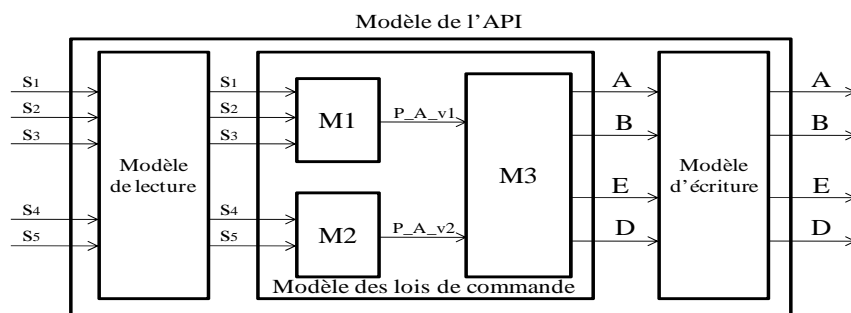 Modèle de l'API
s1 s1 A A
s2 s2 P_A_v1
s3 M1 s3 B B
Modèle de lecture
M3
Modèle d'écriture
E E
s4 s4 P_A_v2
s5 M2 s5 D D
Modèle des lois de commande